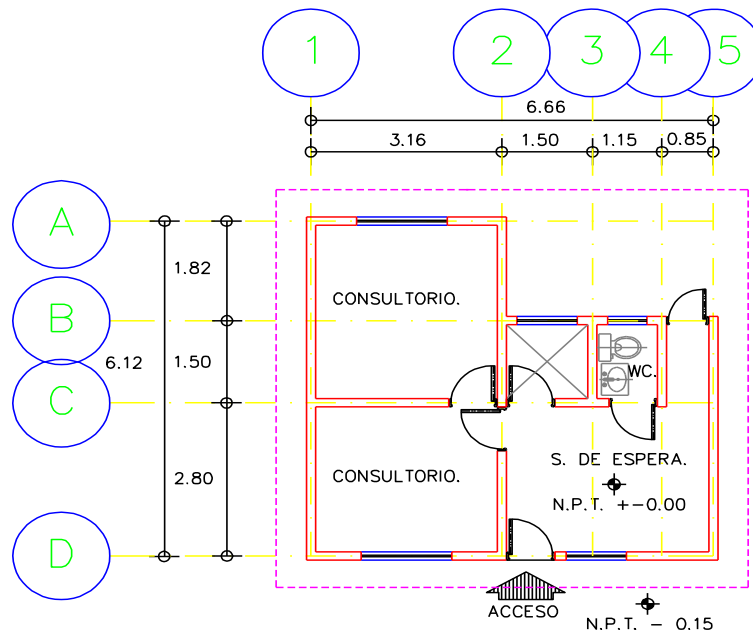 1 2 3 4 5
6.66
3.16 1.50 1.15 0.85
A
1.82
CONSULTORIO.
B
6.12 1.50
WC.
C
2.80
CONSULTORIO.
S. DE ESPERA.
N.P.T. +-0.00
D
ACCESO
N.P.T. - 0.15